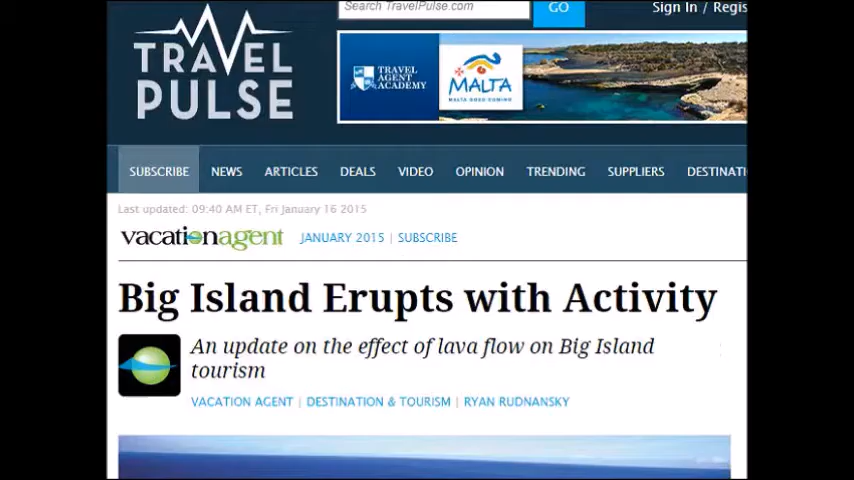 Search TravelPulse.com
GO
Sign In / Regis
TRAVEL
PULSE
TRAVEL
AGENT
ACADEMY
MALTA
SUBSCRIBE NEWS ARTICLES DEALS VIDEO OPINION TRENDING SUPPLIERS DESTINATI
Last updated: 09:40 AM ET, Fri January 16 2015
vacationagent JANUARY 2015 | SUBSCRIBE
Big Island Erupts with Activity
An update on the effect of lava flow on Big Island
tourism
VACATION AGENT | DESTINATION & TOURISM | RYAN RUDNANSKY